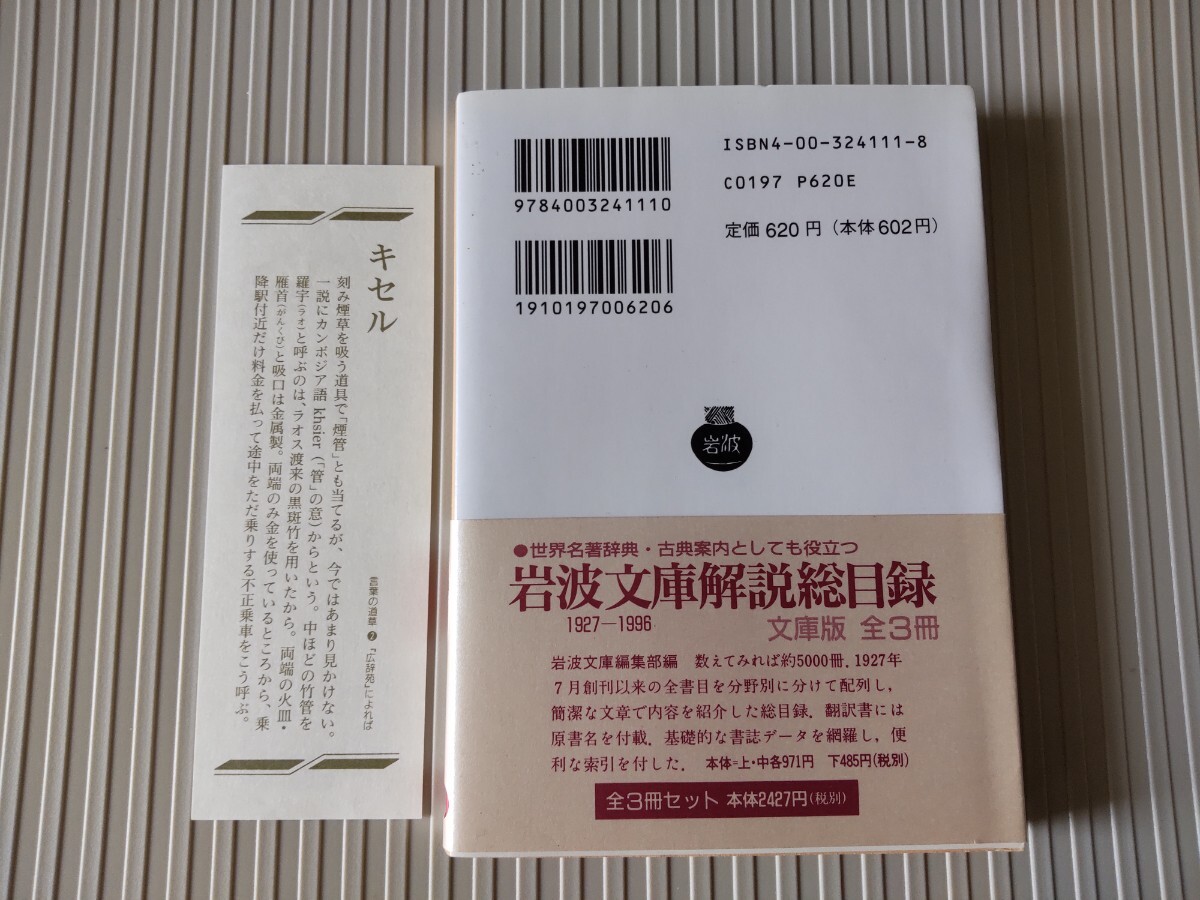 キセル
言葉の道草❷『広辞苑』によれば
刻み煙草を吸う道具で「煙管」とも当てるが、今ではあまり見かけない。
一説にカンボジア語 khsier(「管」の意)からという。中ほどの竹管を
羅宇(ラオ)と呼ぶのは、ラオス渡来の黒斑竹を用いたから。両端の火皿・
雁首(がんくび)と吸口は金属製。両端のみ金を使っているところから、乗
降駅付近だけ料金を払って途中をただ乗りする不正乗車をこう呼ぶ。
ISBN4-00-324111-8
9784003241110
C0197 P620E
定価620円(本体602円)
1910197006206
岩波
●世界名著辞典・古典案内としても役立つ
岩波文庫解説総目録
1927—1996
文庫版 全3冊
岩波文庫編集部編 数えてみれば約5000冊.1927年
7月創刊以来の全書目を分野別に分けて配列し,
簡潔な文章で内容を紹介した総目録.翻訳書には
原書名を付載.基礎的な書誌データを網羅し,便
利な索引を付した. 本体=上・中各971円 下485円(税別)
全3冊セット 本体2427円(税別)